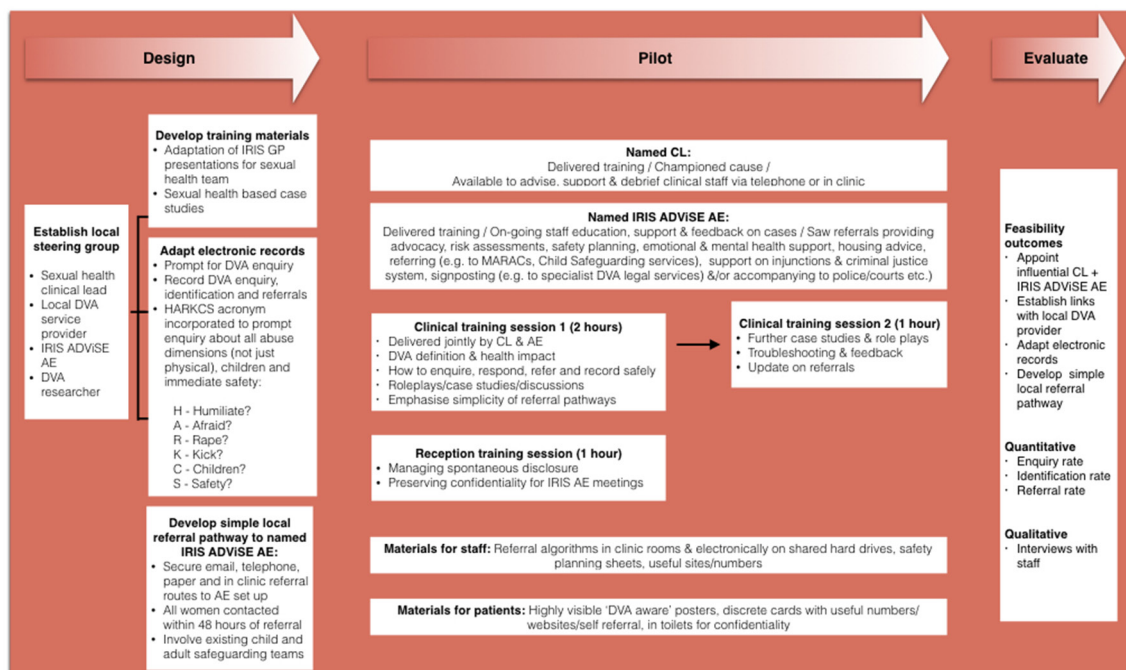 Design
Pilot
Evaluate
Establish local
steering group
• Sexual health
clinical lead
• Local DVA
service
provider
• IRIS ADViSE
AE
• DVA
researcher
Develop training materials
• Adaptation of IRIS GP
presentations for sexual
health team
• Sexual health based case
studies
Adapt electronic records
• Prompt for DVA enquiry
• Record DVA enquiry,
identification and referrals
• HARKCS acronym
incorporated to prompt
enquiry about all abuse
dimensions (not just
physical), children and
immediate safety:
H - Humiliate?
A - Afraid?
R - Rape?
K - Kick?
C - Children?
S - Safety?
Develop simple local
referral pathway to named
IRIS ADViSE AE:
• Secure email, telephone,
paper and in clinic referral
routes to AE set up
• All women contacted
within 48 hours of referral
• Involve existing child and
adult safeguarding teams
Named CL:
Delivered training / Championed cause /
Available to advise, support & debrief clinical staff via telephone or in clinic
Named IRIS ADViSE AE:
Delivered training / On-going staff education, support & feedback on cases / Saw referrals providing
advocacy, risk assessments, safety planning, emotional & mental health support, housing advice,
referring (e.g. to MARACs, Child Safeguarding services), support on injunctions & criminal justice
system, signposting (e.g. to specialist DVA legal services) &/or accompanying to police/courts etc.)
Clinical training session 1 (2 hours)
• Delivered jointly by CL & AE
• DVA definition & health impact
• How to enquire, respond, refer and record safely
• Roleplays/case studies/discussions
• Emphasise simplicity of referral pathways
Clinical training session 2 (1 hour)
• Further case studies & role plays
• Troubleshooting & feedback
• Update on referrals
Reception training session (1 hour)
• Managing spontaneous disclosure
• Preserving confidentiality for IRIS AE meetings
Materials for staff: Referral algorithms in clinic rooms & electronically on shared hard drives, safety
planning sheets, useful sites/numbers
Materials for patients: Highly visible 'DVA aware' posters, discrete cards with useful numbers/
websites/self referral, in toilets for confidentiality
Feasibility
outcomes
• Appoint
influential CL +
IRIS ADViSE AE
• Establish links
with local DVA
provider
• Adapt electronic
records
• Develop simple
local referral
pathway
Quantitative
• Enquiry rate
• Identification rate
• Referral rate
Qualitative
• Interviews with
staff